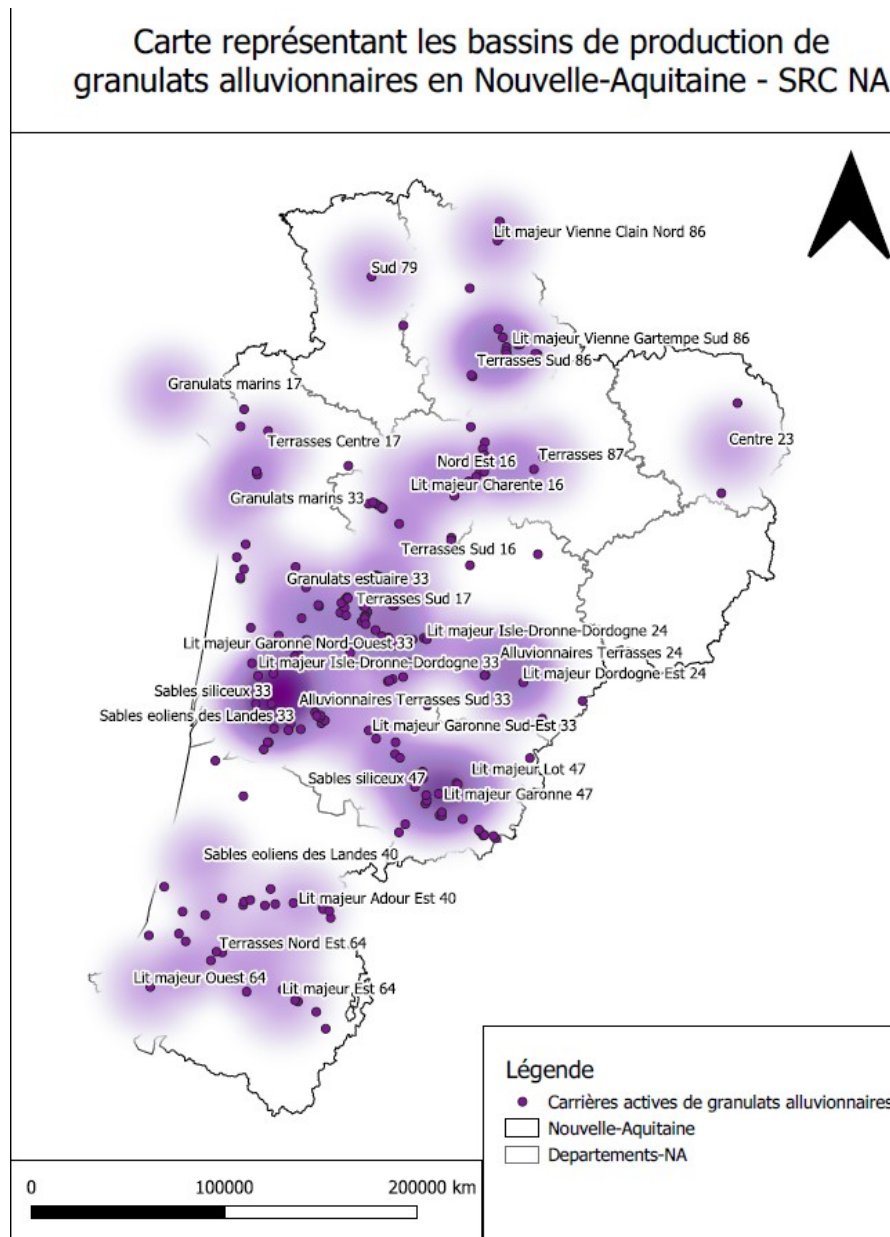 Carte représentant les bassins de production de
granulats alluvionnaires en Nouvelle-Aquitaine - SRC NA
Lit majeur Vienne Clain Nord 86
Sud 79
Lit majeur Vienne Gartempe Sud 86
Terrasses Sud 86
Granulats marins 17
Terrasses Centre 17
Centre 23
Nord Est 16
Terrasses 87
Lit majeur Charente 16
Granulats marins 33
Terrasses Sud 16
Granulats estuaire 33
Terrasses Sud 17
Lit majeur Isle-Dronne-Dordogne 24
Lit majeur Garonne Nord-Ouest 33
Alluvionnaires Terrasses 24
Lit majeur Isle-Dronne-Dordogne 33
Lit majeur Dordogne Est 24
Sables siliceux 33
Alluvionnaires Terrasses Sud 33
Sables eoliens des Landes 33
Lit majeur Garonne Sud-Est 33
Lit majeur Lot 47
Sables siliceux 47
Lit majeur Garonne 47
Sables eoliens des Landes 40
Lit majeur Adour Est 40
Terrasses Nord Est 64
Lit majeur Ouest 64
Lit majeur Est 64
Légende
Carrières actives de granulats alluvionnaires
Nouvelle-Aquitaine
Departements-NA
0 100000 200000 km